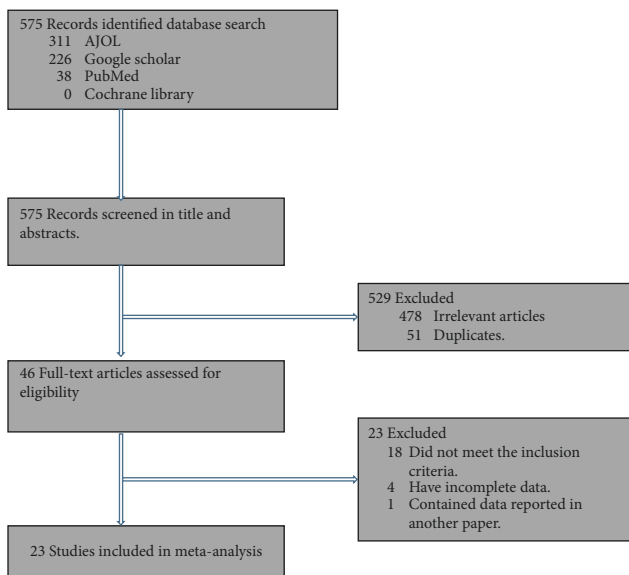 575 Records identified database search
311 AJOL
226 Google scholar
38 PubMed
0 Cochrane library
575 Records screened in title and
abstracts.
529 Excluded
478 Irrelevant articles
51 Duplicates.
46 Full-text articles assessed for
eligibility
23 Excluded
18 Did not meet the inclusion
criteria.
4 Have incomplete data.
1 Contained data reported in
another paper.
23 Studies included in meta-analysis